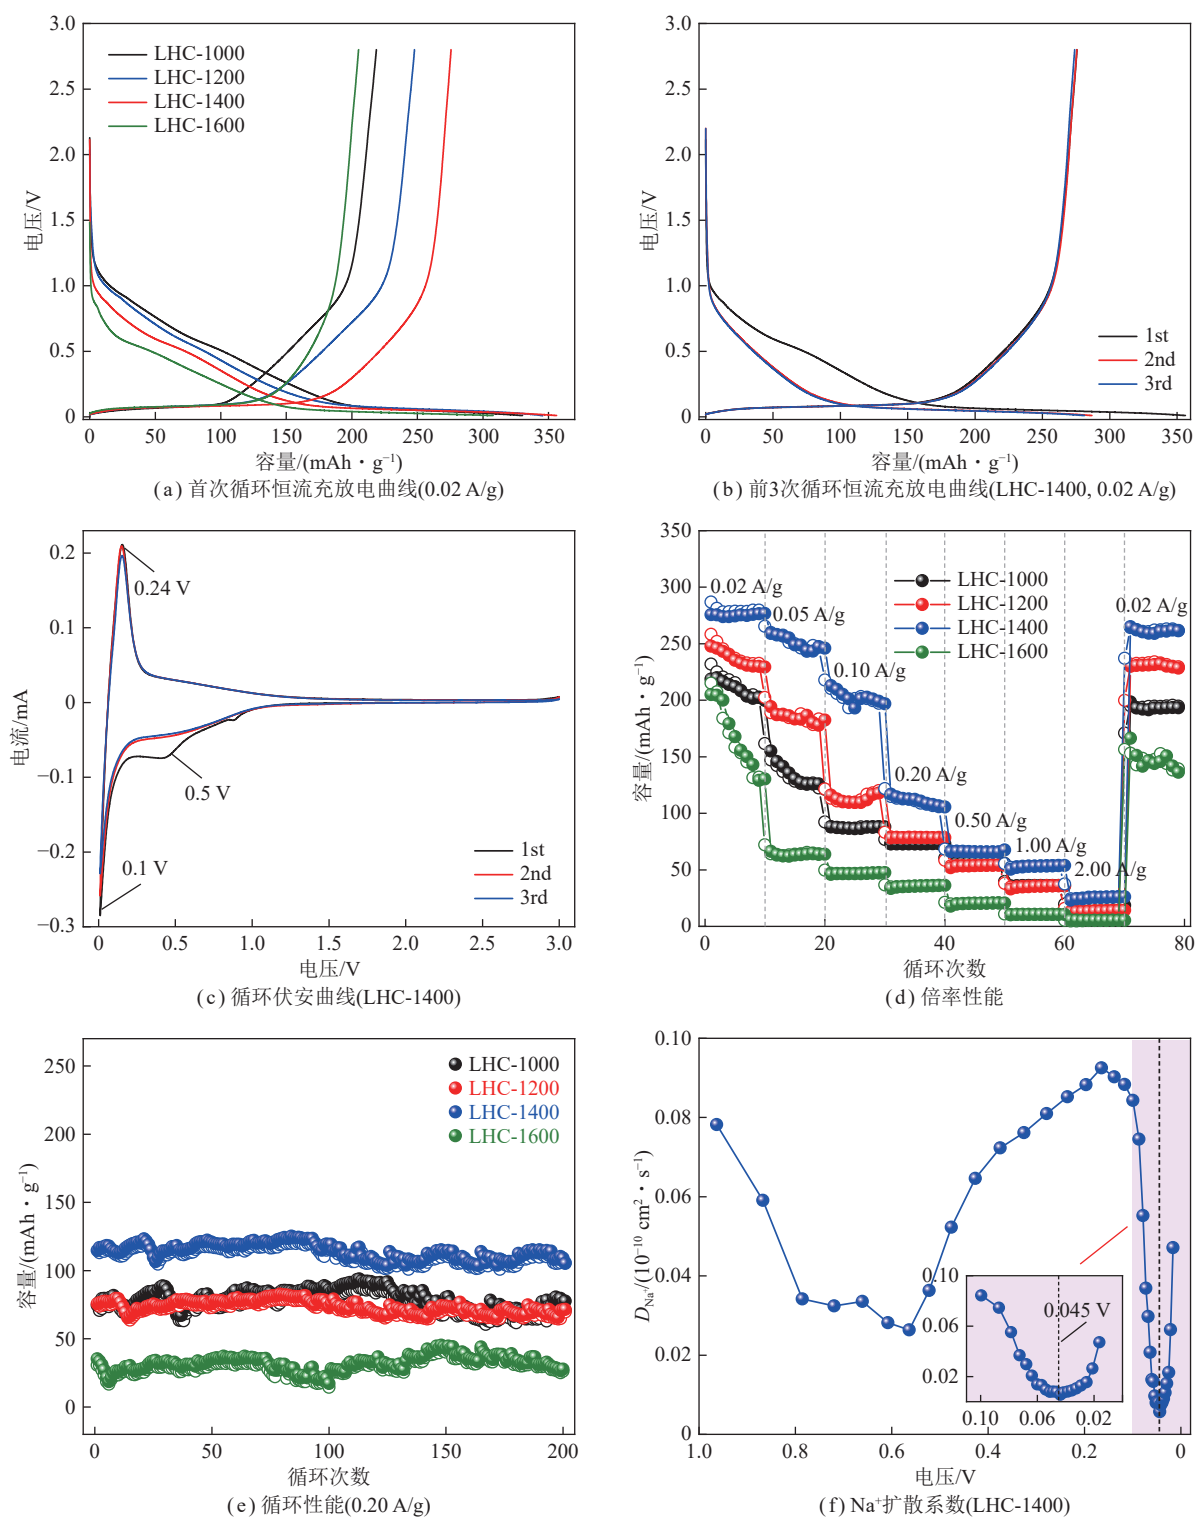 3.0
2.5
2.0
1.5
1.0
0.5
0
电压/V
LHC-1000
LHC-1200
LHC-1400
LHC-1600
0 50 100 150 200 250 300 350
容量/(mAh·g⁻¹)
(a) 首次循环恒流充放电曲线(0.02 A/g)
3.0
2.5
2.0
1.5
1.0
0.5
0
电压/V
1st
2nd
3rd
0 50 100 150 200 250 300 350
容量/(mAh·g⁻¹)
(b) 前3次循环恒流充放电曲线(LHC-1400, 0.02 A/g)
0.2
0.1
0
−0.1
−0.2
−0.3
电流/mA
0.24 V
0.5 V
0.1 V
1st
2nd
3rd
0 0.5 1.0 1.5 2.0 2.5 3.0
电压/V
(c) 循环伏安曲线(LHC-1400)
350
300
250
200
150
100
50
0
容量/(mAh·g⁻¹)
LHC-1000
LHC-1200
LHC-1400
LHC-1600
0.02 A/g
0.05 A/g
0.10 A/g
0.20 A/g
0.50 A/g
1.00 A/g
2.00 A/g
0.02 A/g
0 20 40 60 80
循环次数
(d) 倍率性能
250
200
150
100
50
0
容量/(mAh·g⁻¹)
LHC-1000
LHC-1200
LHC-1400
LHC-1600
0 50 100 150 200
循环次数
(e) 循环性能(0.20 A/g)
0.10
0.08
0.06
0.04
0.02
0
D_Na⁺/(10⁻¹⁰ cm²·s⁻¹)
0.10
0.06
0.02
0.045 V
0.10 0.06 0.02
1.0 0.8 0.6 0.4 0.2 0
电压/V
(f) Na⁺扩散系数(LHC-1400)